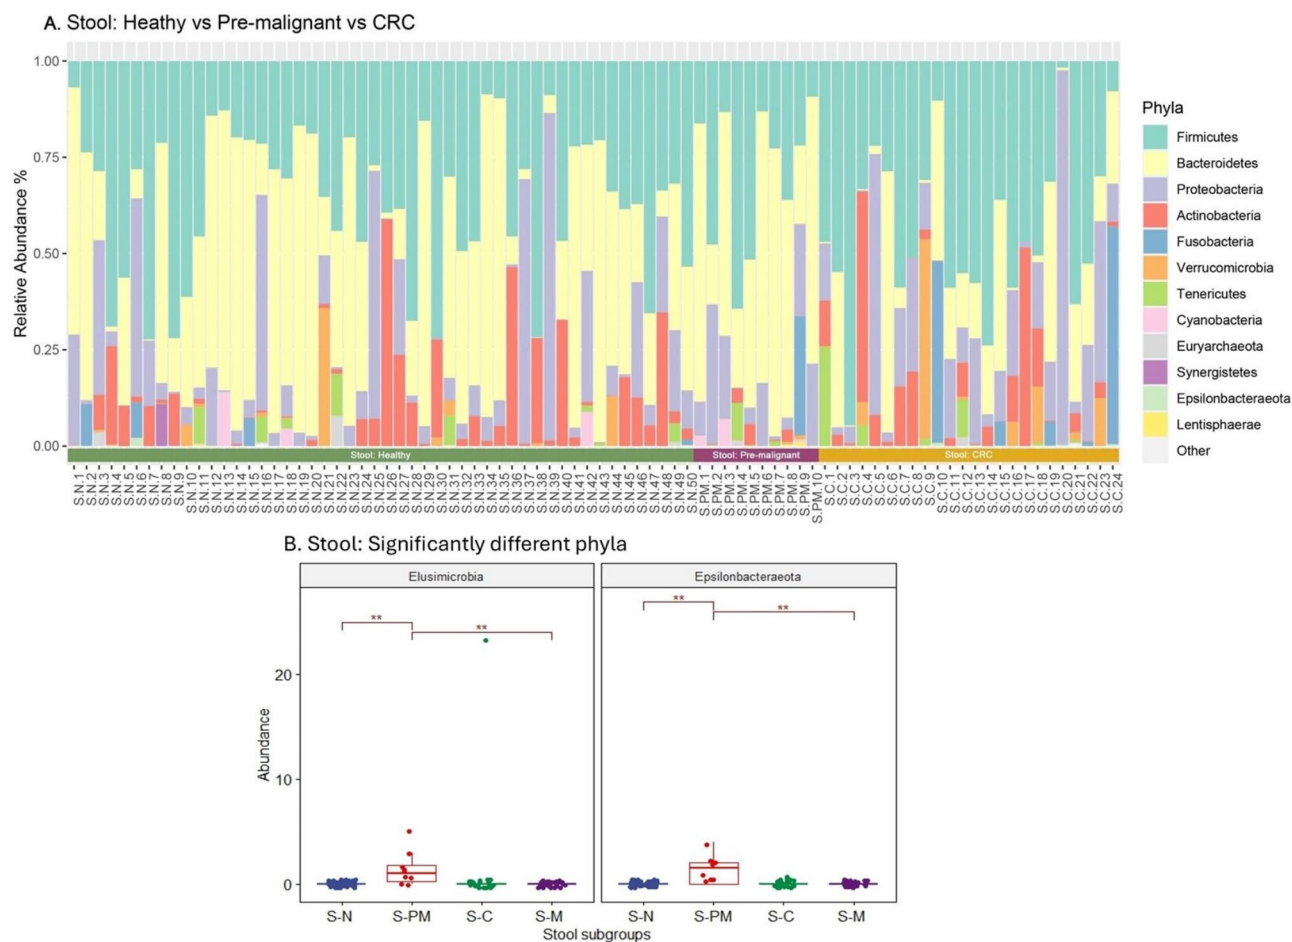 A. Stool: Heathy vs Pre-malignant vs CRC
Relative Abundance %
1.00
0.75
0.50
0.25
0.00
Stool: Healthy
Stool: Pre-malignant
Stool: CRC
S.N.1
S.N.2
S.N.3
S.N.4
S.N.5
S.N.6
S.N.7
S.N.8
S.N.9
S.N.10
S.N.11
S.N.12
S.N.13
S.N.14
S.N.15
S.N.16
S.N.17
S.N.18
S.N.19
S.N.20
S.N.21
S.N.22
S.N.23
S.N.24
S.N.25
S.N.26
S.N.27
S.N.28
S.N.29
S.N.30
S.N.31
S.N.32
S.N.33
S.N.34
S.N.35
S.N.36
S.N.37
S.N.38
S.N.39
S.N.40
S.N.41
S.N.42
S.N.43
S.N.44
S.N.45
S.N.46
S.N.47
S.N.48
S.N.49
S.N.50
S.PM.1
S.PM.2
S.PM.3
S.PM.4
S.PM.5
S.PM.6
S.PM.7
S.PM.8
S.PM.9
S.PM.10
S.C.1
S.C.2
S.C.3
S.C.4
S.C.5
S.C.6
S.C.7
S.C.8
S.C.9
S.C.10
S.C.11
S.C.12
S.C.13
S.C.14
S.C.15
S.C.16
S.C.17
S.C.18
S.C.19
S.C.20
S.C.21
S.C.22
S.C.23
S.C.24
Phyla
Firmicutes
Bacteroidetes
Proteobacteria
Actinobacteria
Fusobacteria
Verrucomicrobia
Tenericutes
Cyanobacteria
Euryarchaeota
Synergistetes
Epsilonbacteraeota
Lentisphaerae
Other
B. Stool: Significantly different phyla
Elusimicrobia
Epsilonbacteraeota
**
**
**
**
Abundance
20
10
0
S-N
S-PM
S-C
S-M
S-N
S-PM
S-C
S-M
Stool subgroups